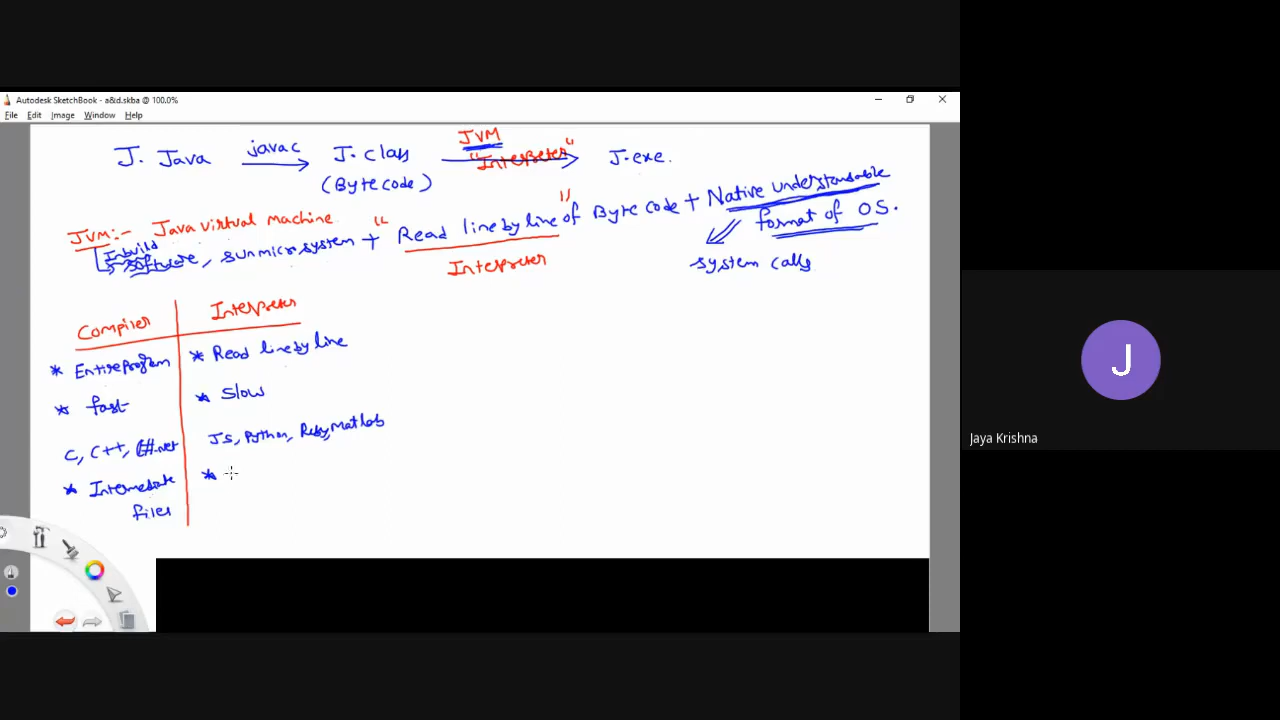 Autodesk SketchBook - a&id.skba @ 100.0%
File Edit Image Window Help
J. Java javac J.class JVM "Interpreter" J.exe.
(Byte code)
JVM:- Java virtual machine
Inbuild software, sunmicrosystem + "Read line by line" of Byte code + Native understanable format of OS.
Interpreter
system calls
Compiler Interpreter
* Entire program * Read line by line
* fast * Slow
C, C++, C#.net JS, Python, Ruby, Matlab
* Intermediate files *
J
Jaya Krishna